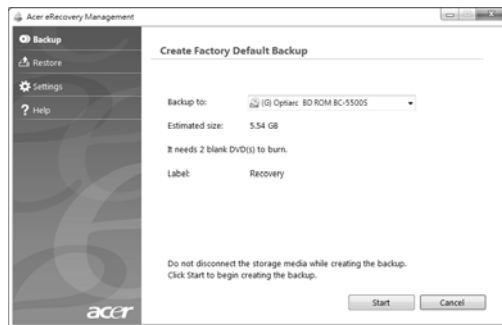 Acer eRecovery Management
Backup
Restore
Settings
Help
Create Factory Default Backup
Backup to: (G) Optiarc BD ROM BC-5500S
Estimated size: 5.54 GB
It needs 2 blank DVD(s) to burn.
Label: Recovery
Do not disconnect the storage media while creating the backup.
Click Start to begin creating the backup.
Start Cancel
acer